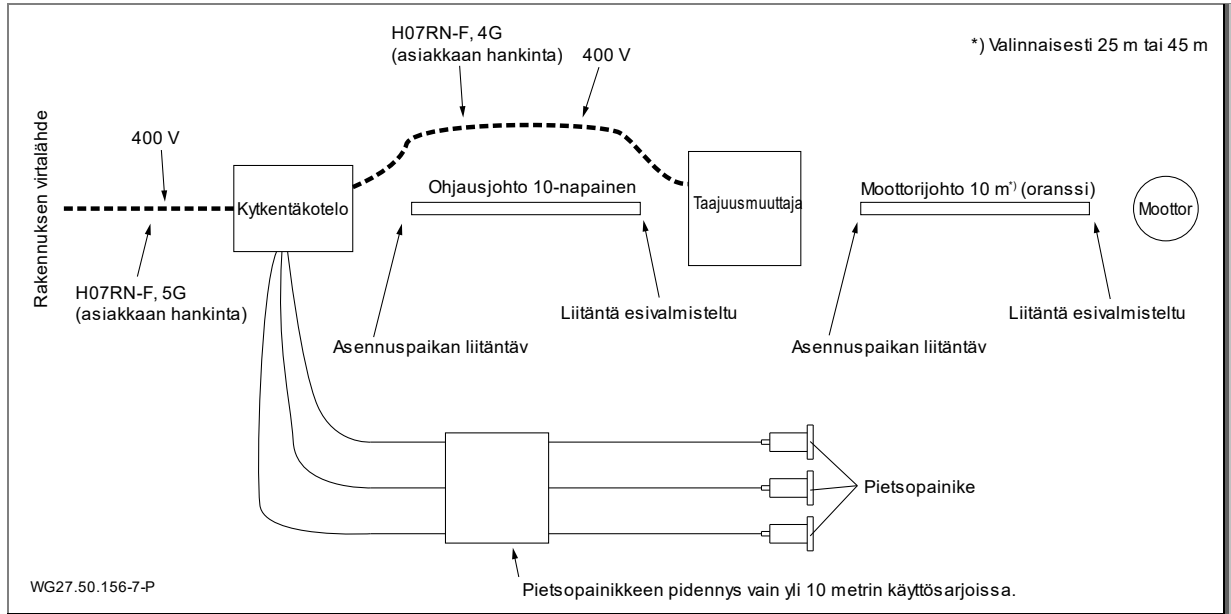 H07RN-F, 4G
(asiakkaan hankinta)
400 V
*) Valinnaisesti 25 m tai 45 m
Rakennuksen virtalähde
400 V
Kytkentäkotelo
Ohjausjohto 10-napainen
Taajuusmuuttaja
Moottorijohto 10 m*) (oranssi)
Moottor
H07RN-F, 5G
(asiakkaan hankinta)
Liitäntä esivalmisteltu
Liitäntä esivalmisteltu
Asennuspaikan liitäntäv
Asennuspaikan liitäntäv
Pietsopainike
WG27.50.156-7-P
Pietsopainikkeen pidennys vain yli 10 metrin käyttösarjoissa.